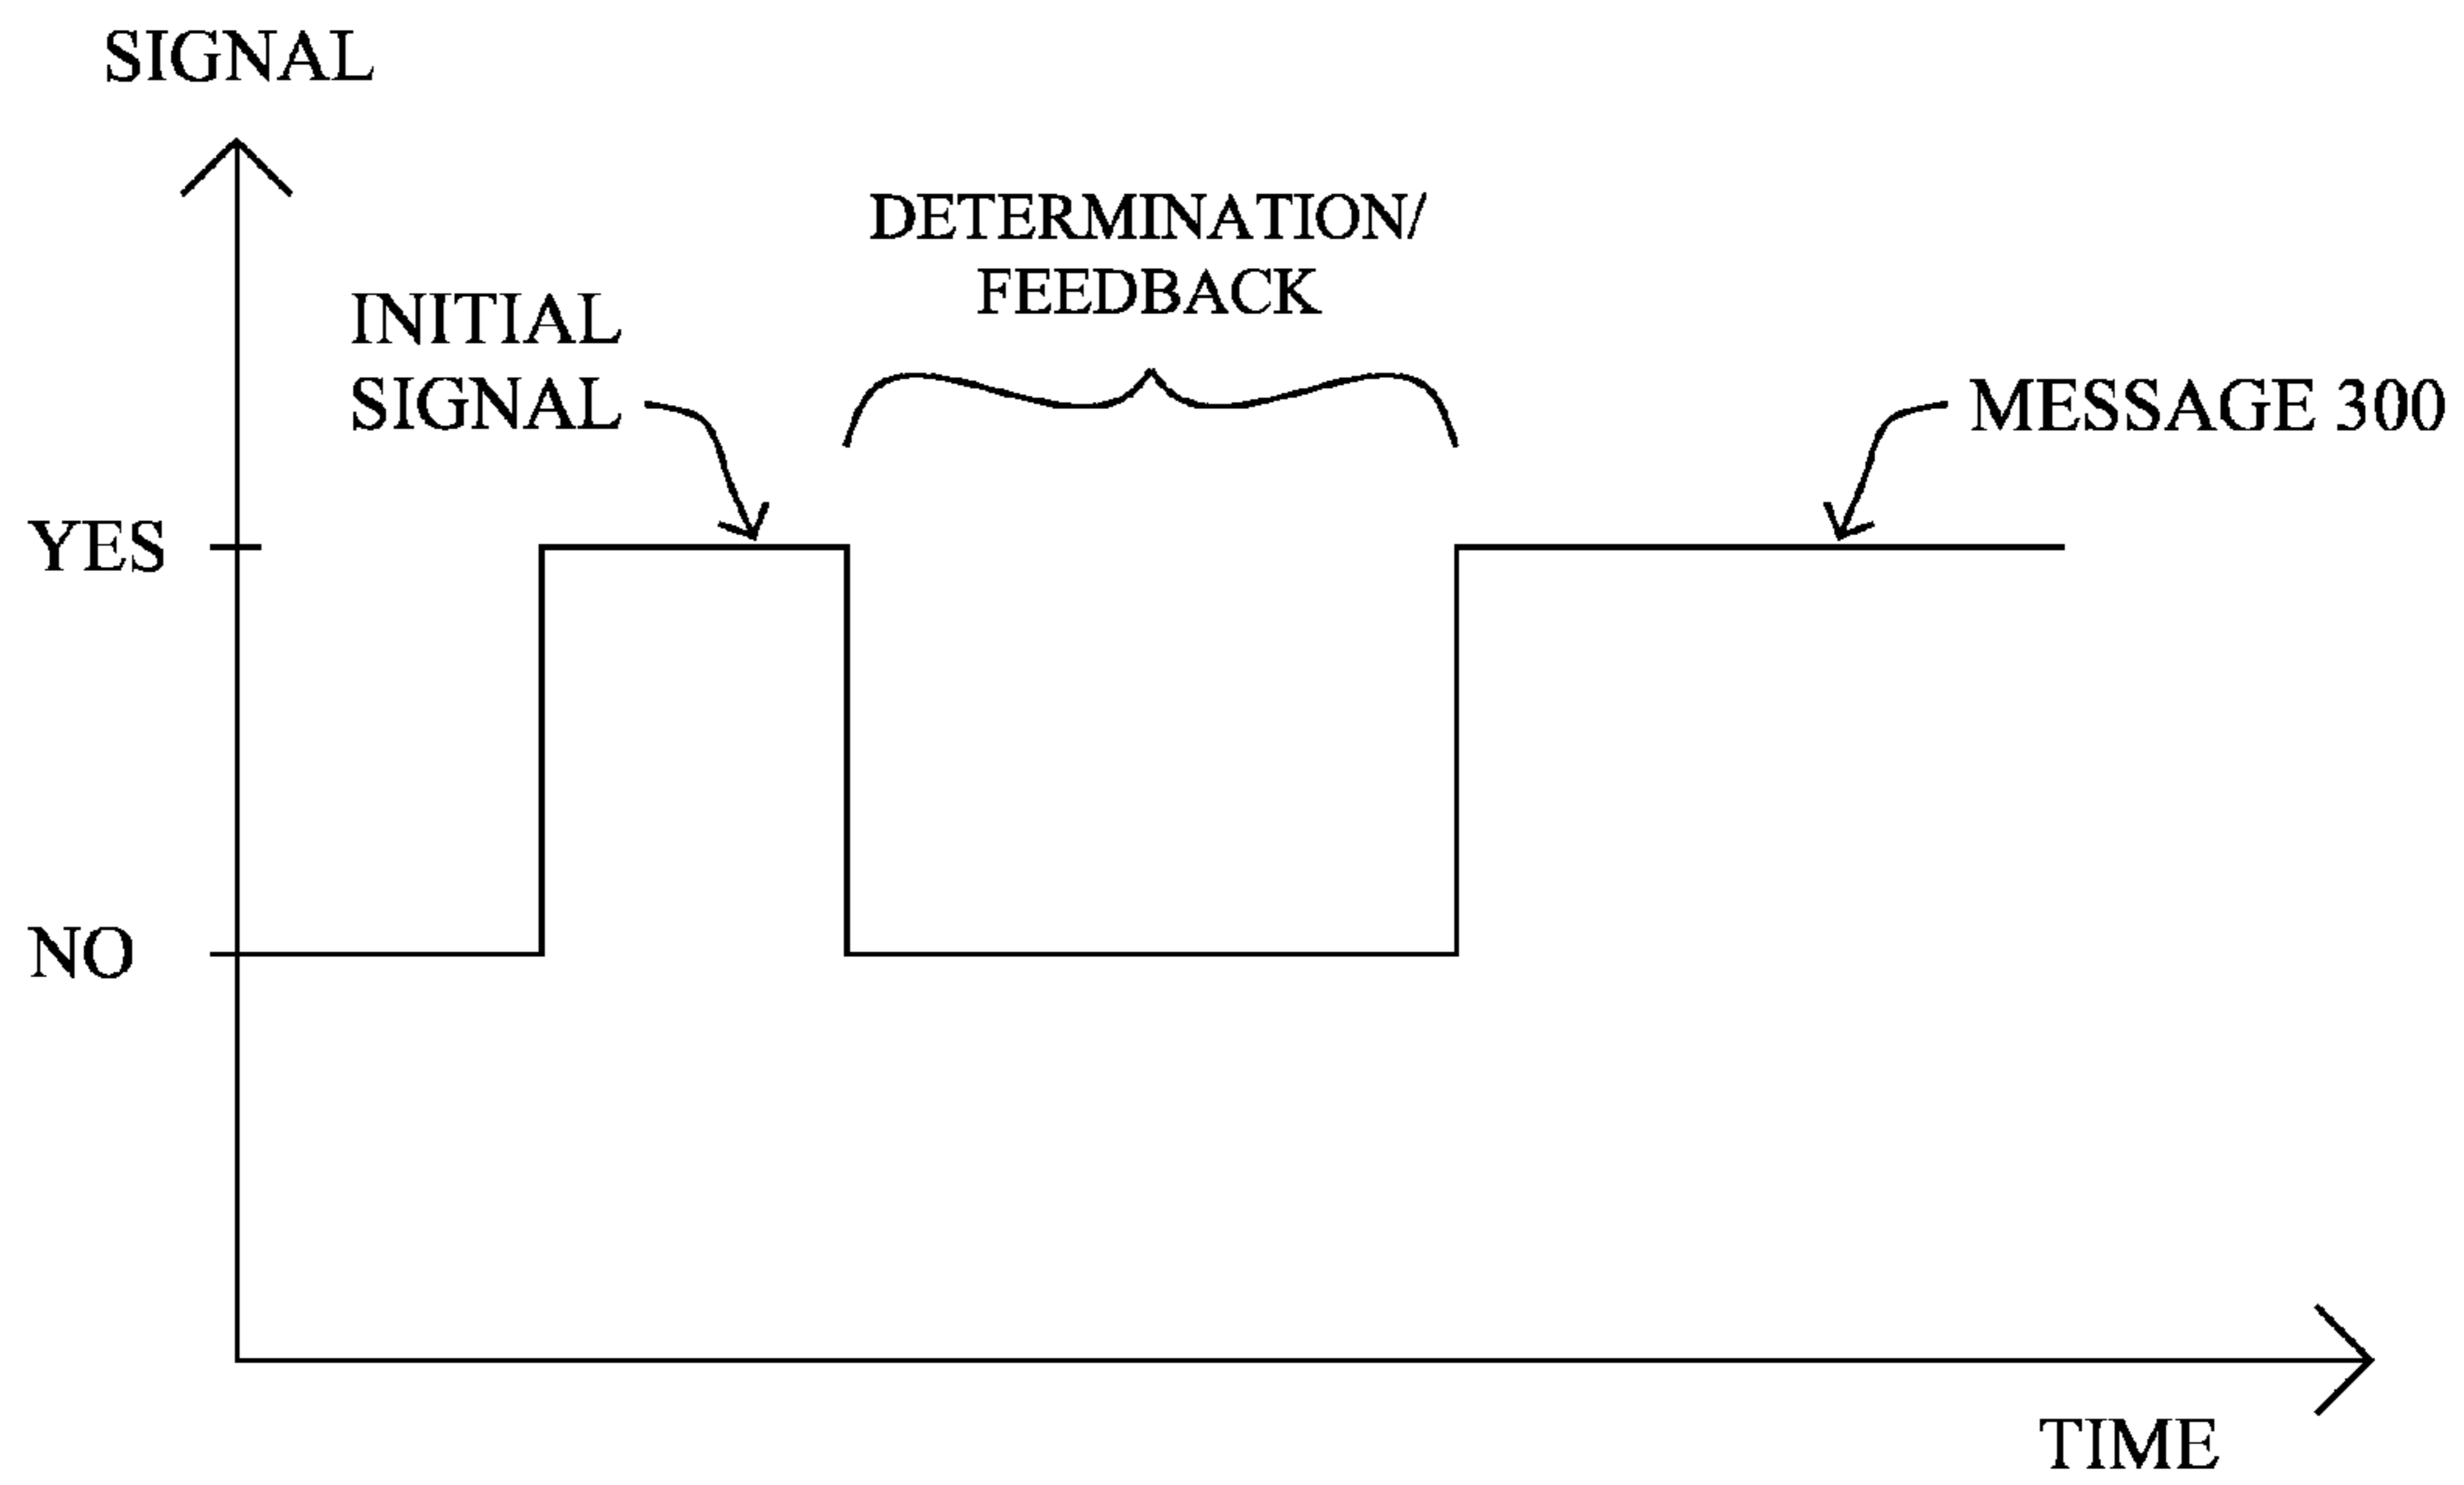 SIGNAL
DETERMINATION/
FEEDBACK
INITIAL
SIGNAL
MESSAGE 300
YES
NO
TIME